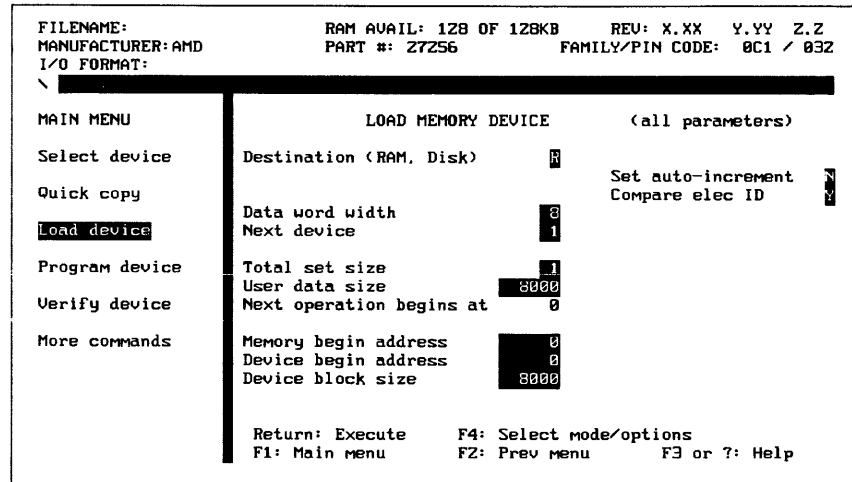 FILENAME: RAM AVAIL: 128 OF 128KB REV: X.XX Y.YY Z.Z
MANUFACTURER:AMD PART #: 27256 FAMILY/PIN CODE: 0C1 / 032
I/O FORMAT:
\
MAIN MENU
Select device
Quick copy
Load device
Program device
Verify device
More commands
LOAD MEMORY DEVICE (all parameters)
Destination (RAM, Disk) R
Set auto-increment N
Compare elec ID Y
Data word width 8
Next device 1
Total set size 1
User data size 8000
Next operation begins at 0
Memory begin address 0
Device begin address 0
Device block size 8000
Return: Execute F4: Select mode/options
F1: Main menu F2: Prev menu F3 or ?: Help